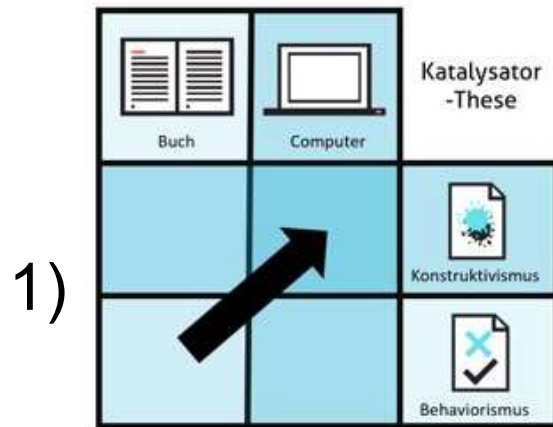 Buch
Computer
Katalysator
-These
1)
Konstruktivismus
Behaviorismus